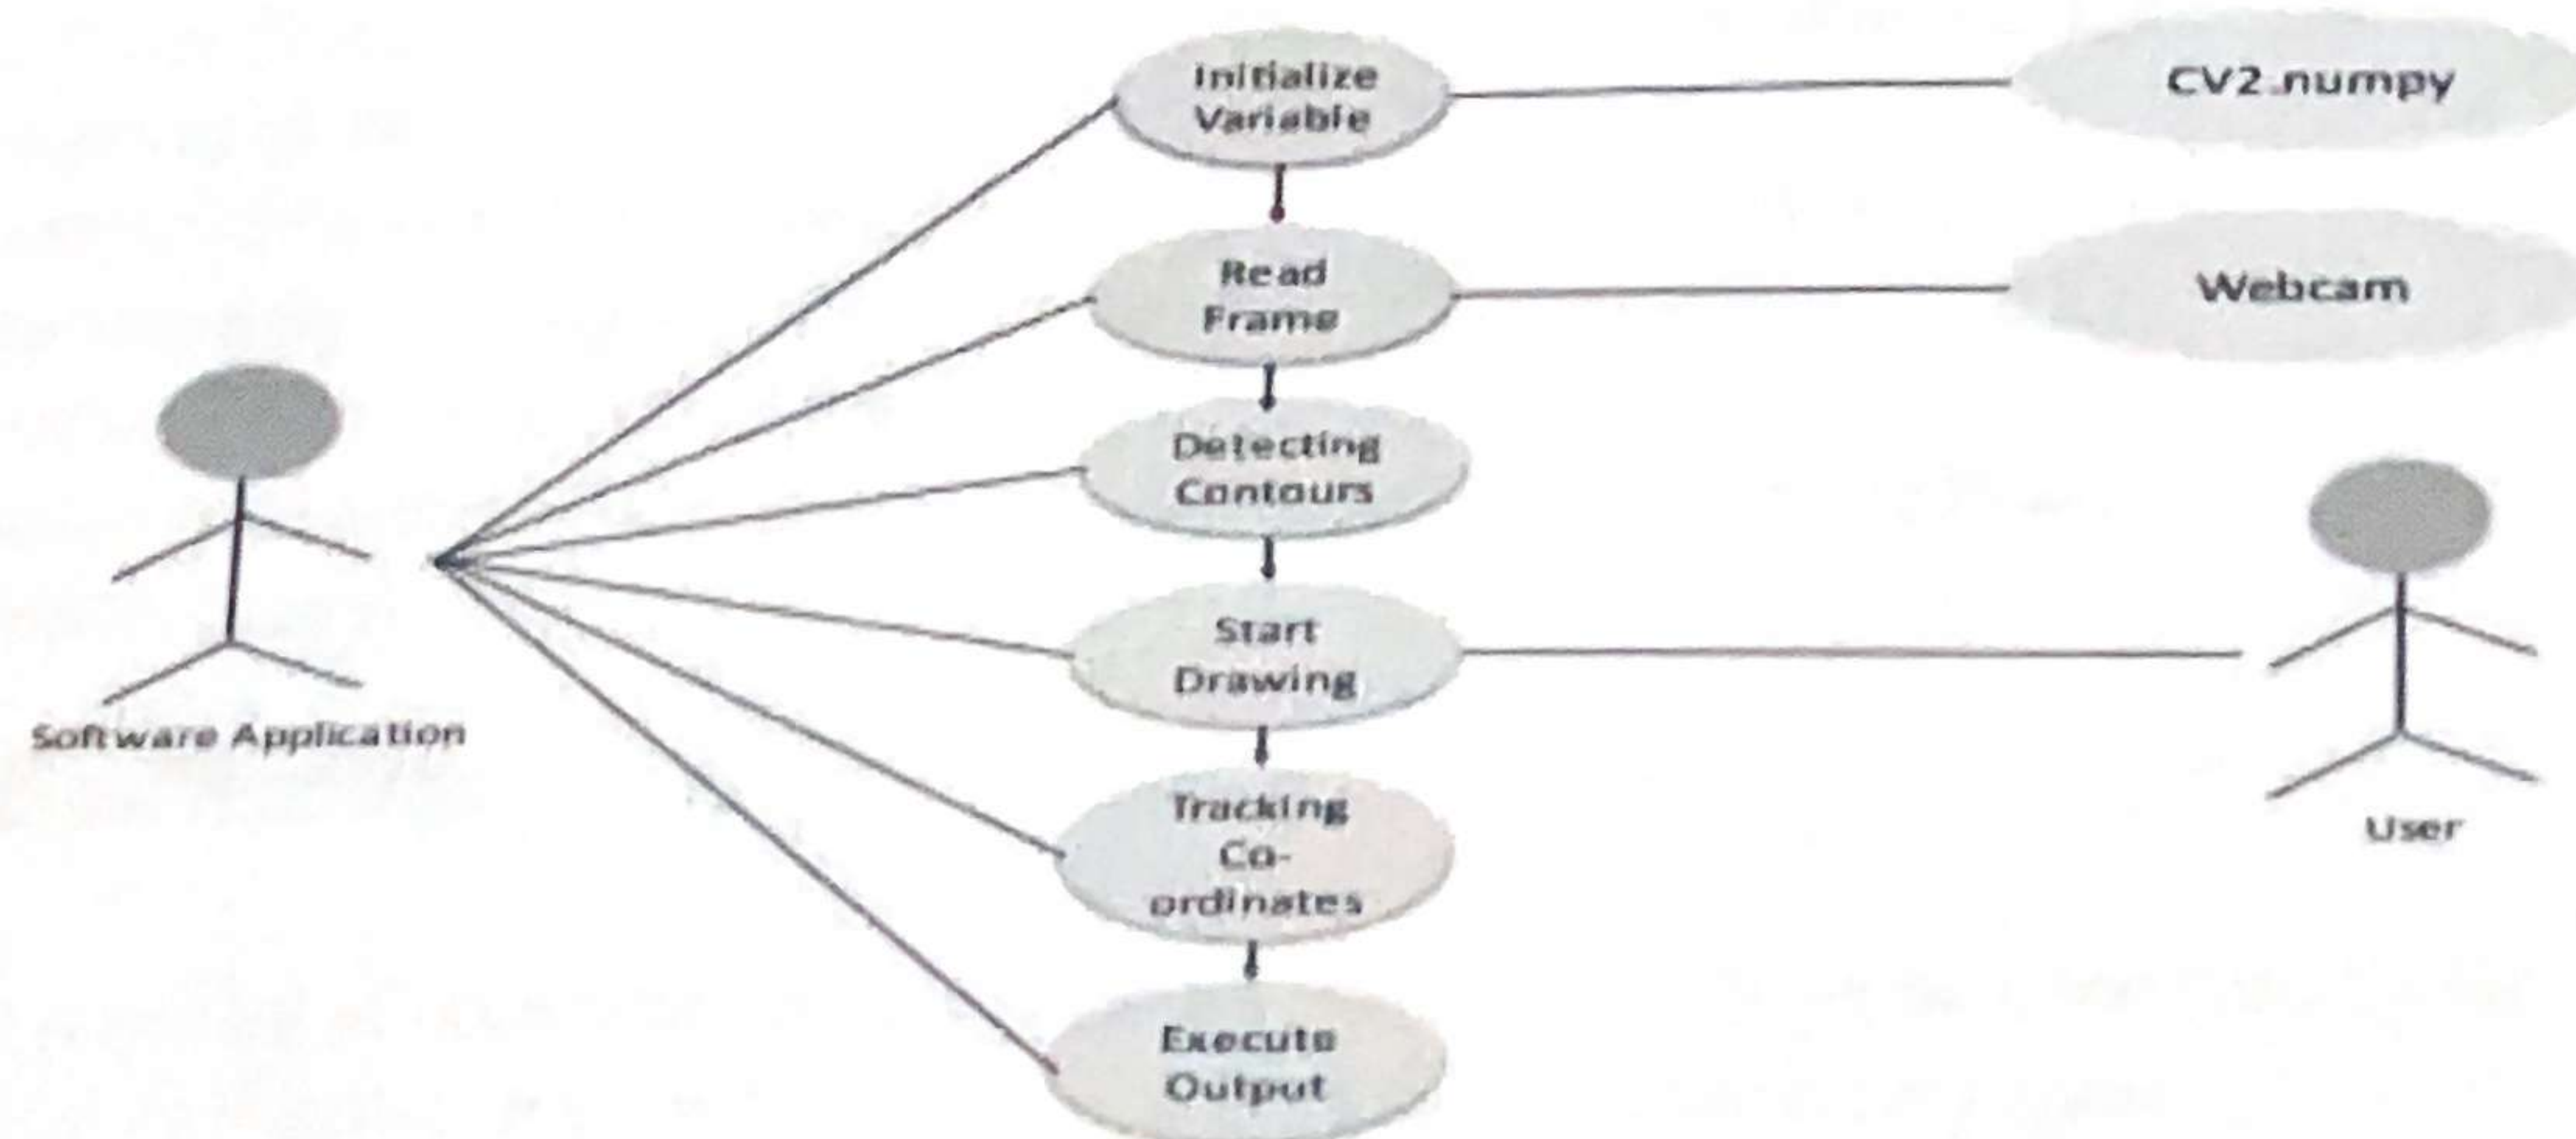 Initialize
Variable
CV2.numpy
Read
Frame
Webcam
Detecting
Contours
Start
Drawing
Software Application
Tracking
Co-
ordinates
User
Execute
Output